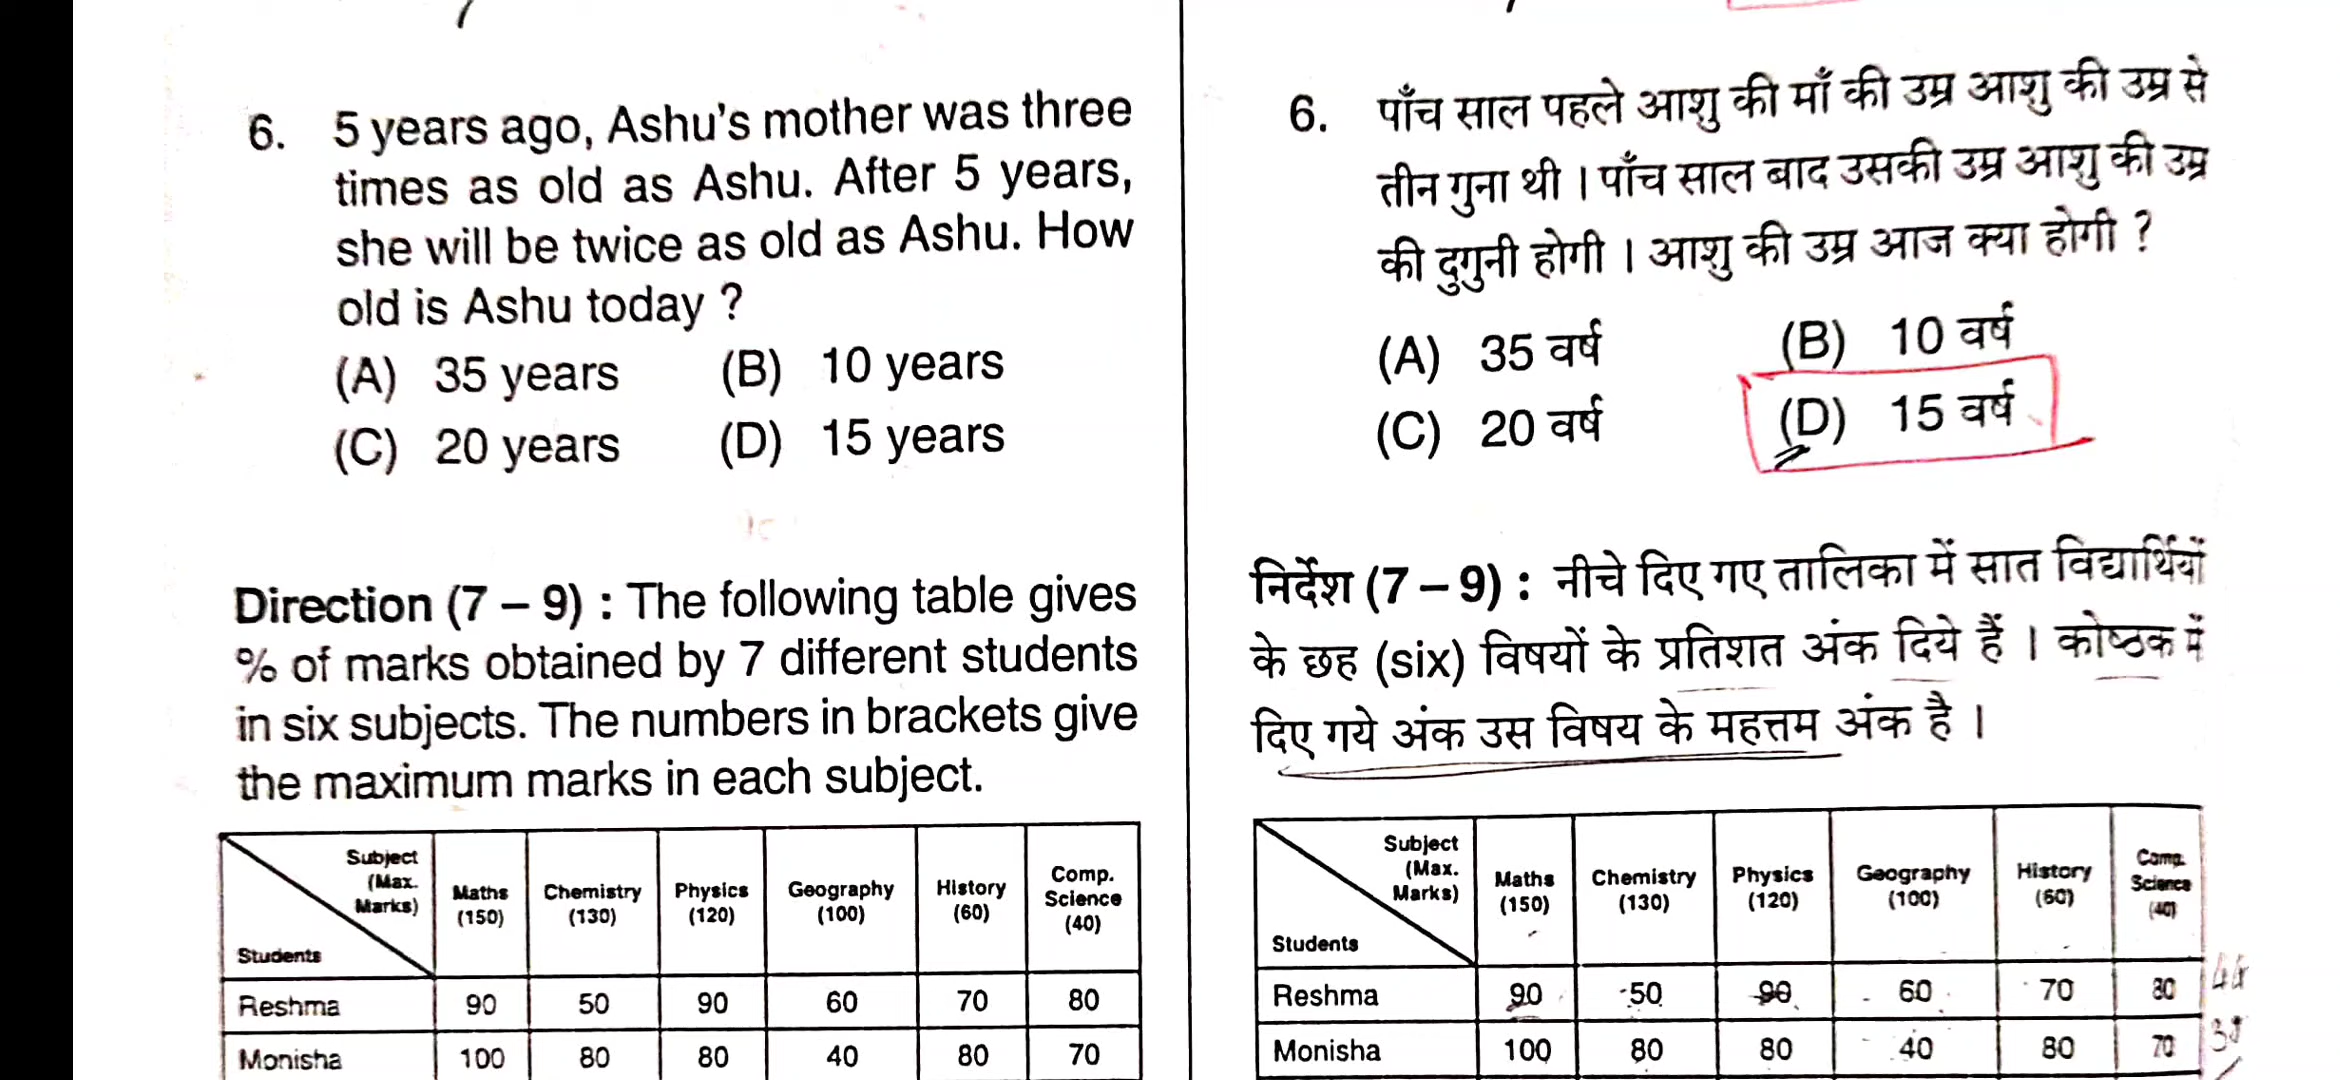 6. 5 years ago, Ashu's mother was three
times as old as Ashu. After 5 years,
she will be twice as old as Ashu. How
old is Ashu today ?
(A) 35 years (B) 10 years
(C) 20 years (D) 15 years
Direction (7 – 9) : The following table gives
% of marks obtained by 7 different students
in six subjects. The numbers in brackets give
the maximum marks in each subject.
Subject
(Max.
Marks)
Students
Maths
(150)
Chemistry
(130)
Physics
(120)
Geography
(100)
History
(60)
Comp.
Science
(40)
Reshma 90 50 90 60 70 80
Monisha 100 80 80 40 80 70
6. पाँच साल पहले आशु की माँ की उम्र आशु की उम्र से
तीन गुना थी । पाँच साल बाद उसकी उम्र आशु की उम्र
की दुगुनी होगी । आशु की उम्र आज क्या होगी ?
(A) 35 वर्ष (B) 10 वर्ष
(C) 20 वर्ष (D) 15 वर्ष
निर्देश (7 – 9) : नीचे दिए गए तालिका में सात विद्यार्थियों
के छह (six) विषयों के प्रतिशत अंक दिये हैं । कोष्ठक में
दिए गये अंक उस विषय के महत्तम अंक है ।
Subject
(Max.
Marks)
Students
Maths
(150)
Chemistry
(130)
Physics
(120)
Geography
(100)
History
(60)
Comp.
Science
(40)
Reshma 90 50 90 60 70 80
Monisha 100 80 80 40 80 70